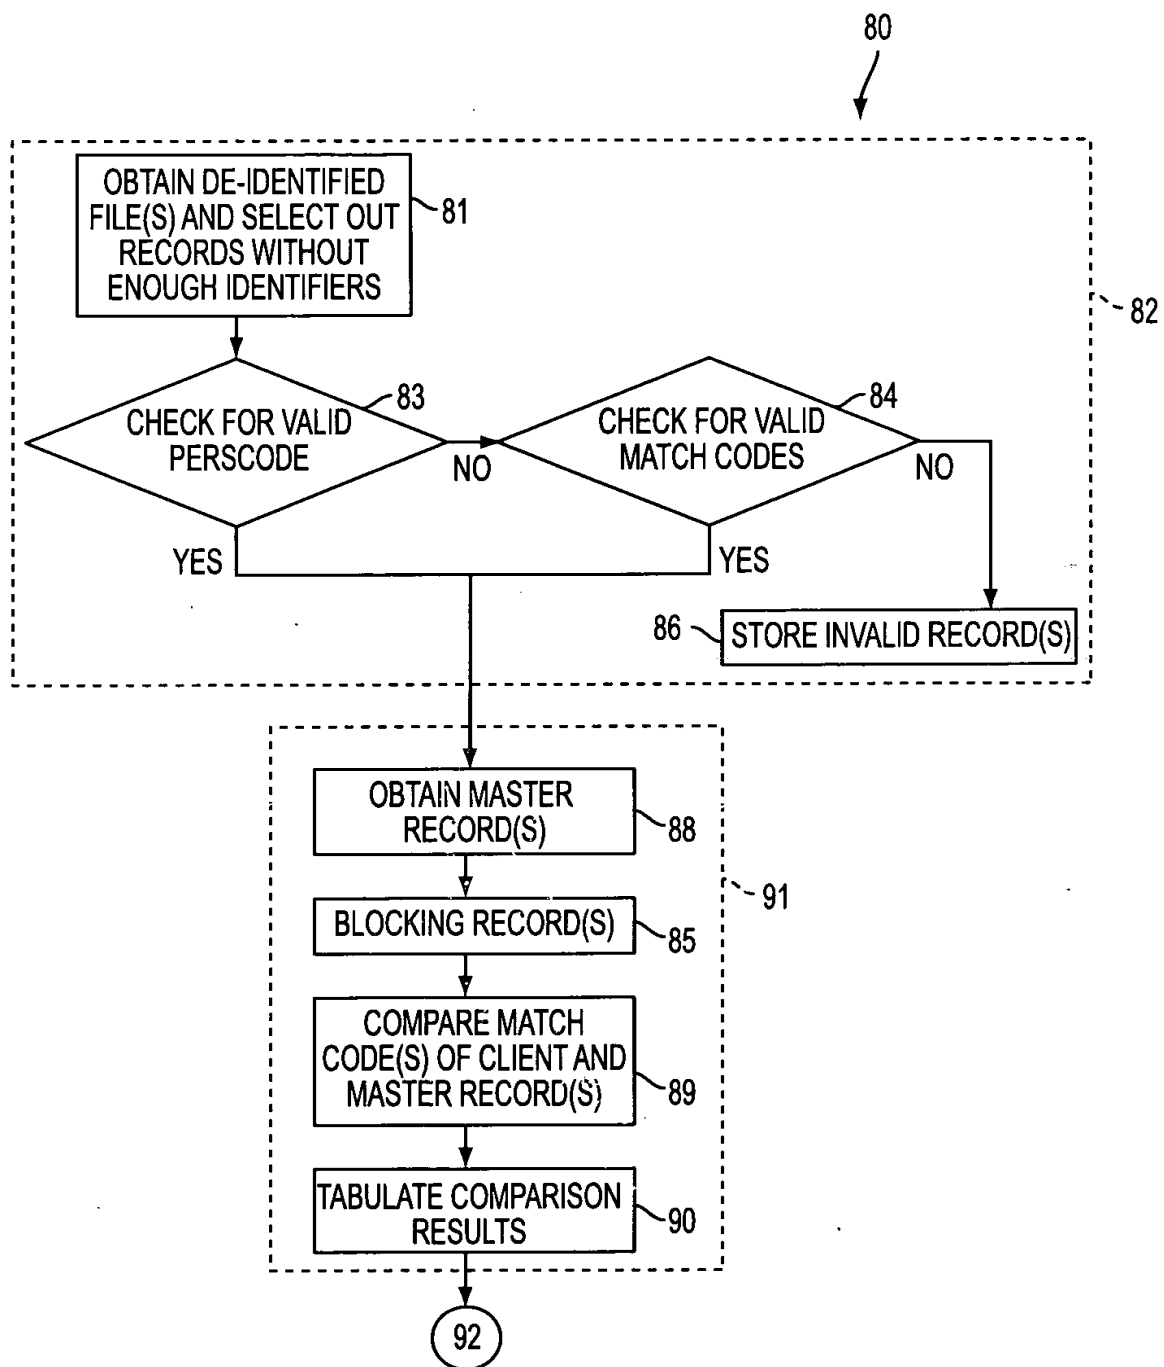 80
OBTAIN DE-IDENTIFIED
FILE(S) AND SELECT OUT
RECORDS WITHOUT
ENOUGH IDENTIFIERS
81
82
CHECK FOR VALID
PERSCODE
83
NO
YES
CHECK FOR VALID
MATCH CODES
84
NO
YES
86
STORE INVALID RECORD(S)
OBTAIN MASTER
RECORD(S)
88
91
BLOCKING RECORD(S)
85
COMPARE MATCH
CODE(S) OF CLIENT AND
MASTER RECORD(S)
89
TABULATE COMPARISON
RESULTS
90
92